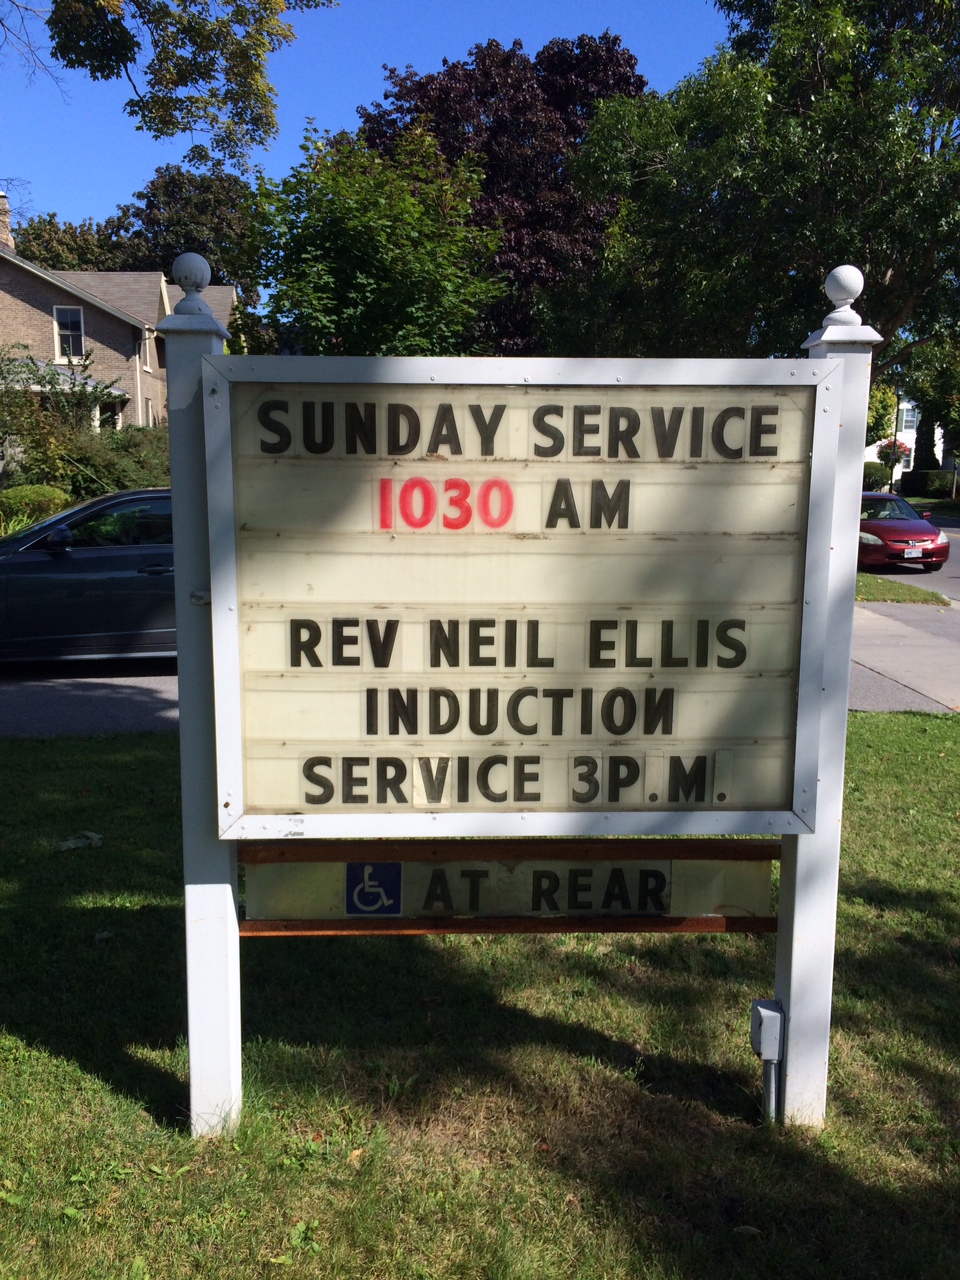 SUNDAY SERVICE
1030 AM
REV NEIL ELLIS
INDUCTION
SERVICE 3P.M.
AT REAR